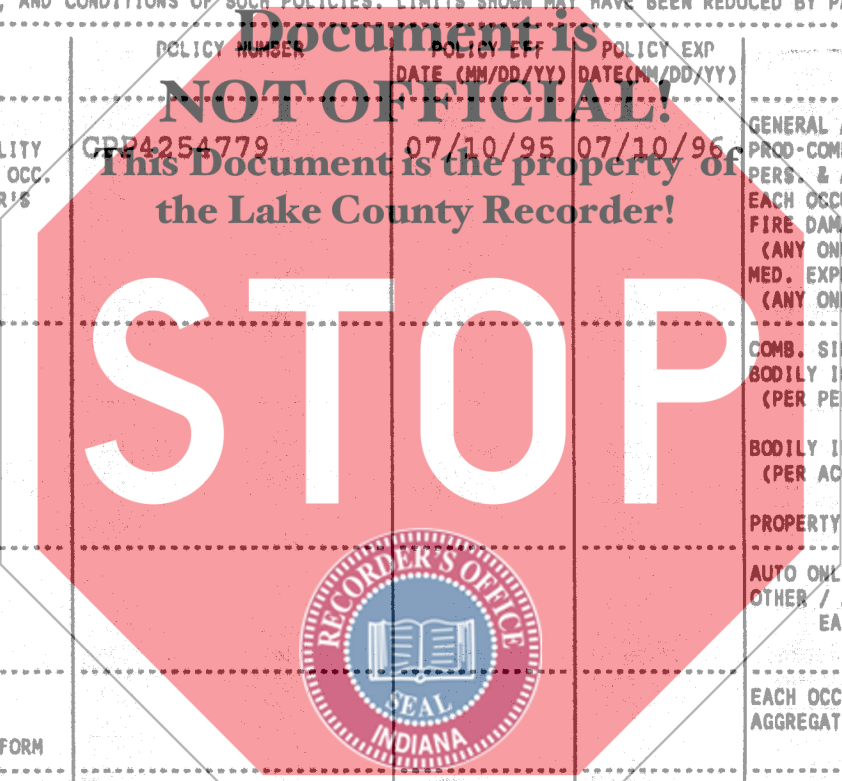 , AND CONDITIONS OF SUCH POLICIES. LIMITS SHOWN MAY HAVE BEEN REDUCED BY
Document is
NOT OFFICIAL!
This Document is the property of
the Lake County Recorder!
STOP
POLICY NUMBER
POLICY EFF
DATE (MM/DD/YY)
POLICY EXP
DATE(MM/DD/YY)
LITY
OCC.
R'S
4254779
07/10/95
07/10/96
GENERAL
PROD-COM
PERS. &
EACH OCCU
FIRE DAM
(ANY ON
MED. EXP
(ANY ON
COMB. SI
BODILY I
(PER PE
BODILY I
(PER AC
PROPERTY
AUTO ONL
OTHER /
EA
EACH OCC
AGGREGAT
FORM
RECORDER'S OFFICE
SEAL
INDIANA